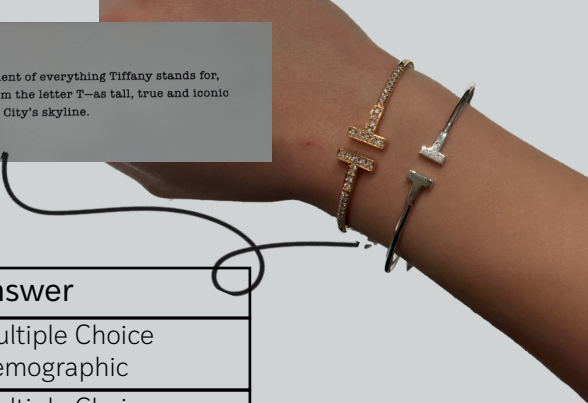 ent of everything Tiffany stands for,
m the letter T—as tall, true and iconic
City's skyline.
nswer
ultiple Choice
emographic